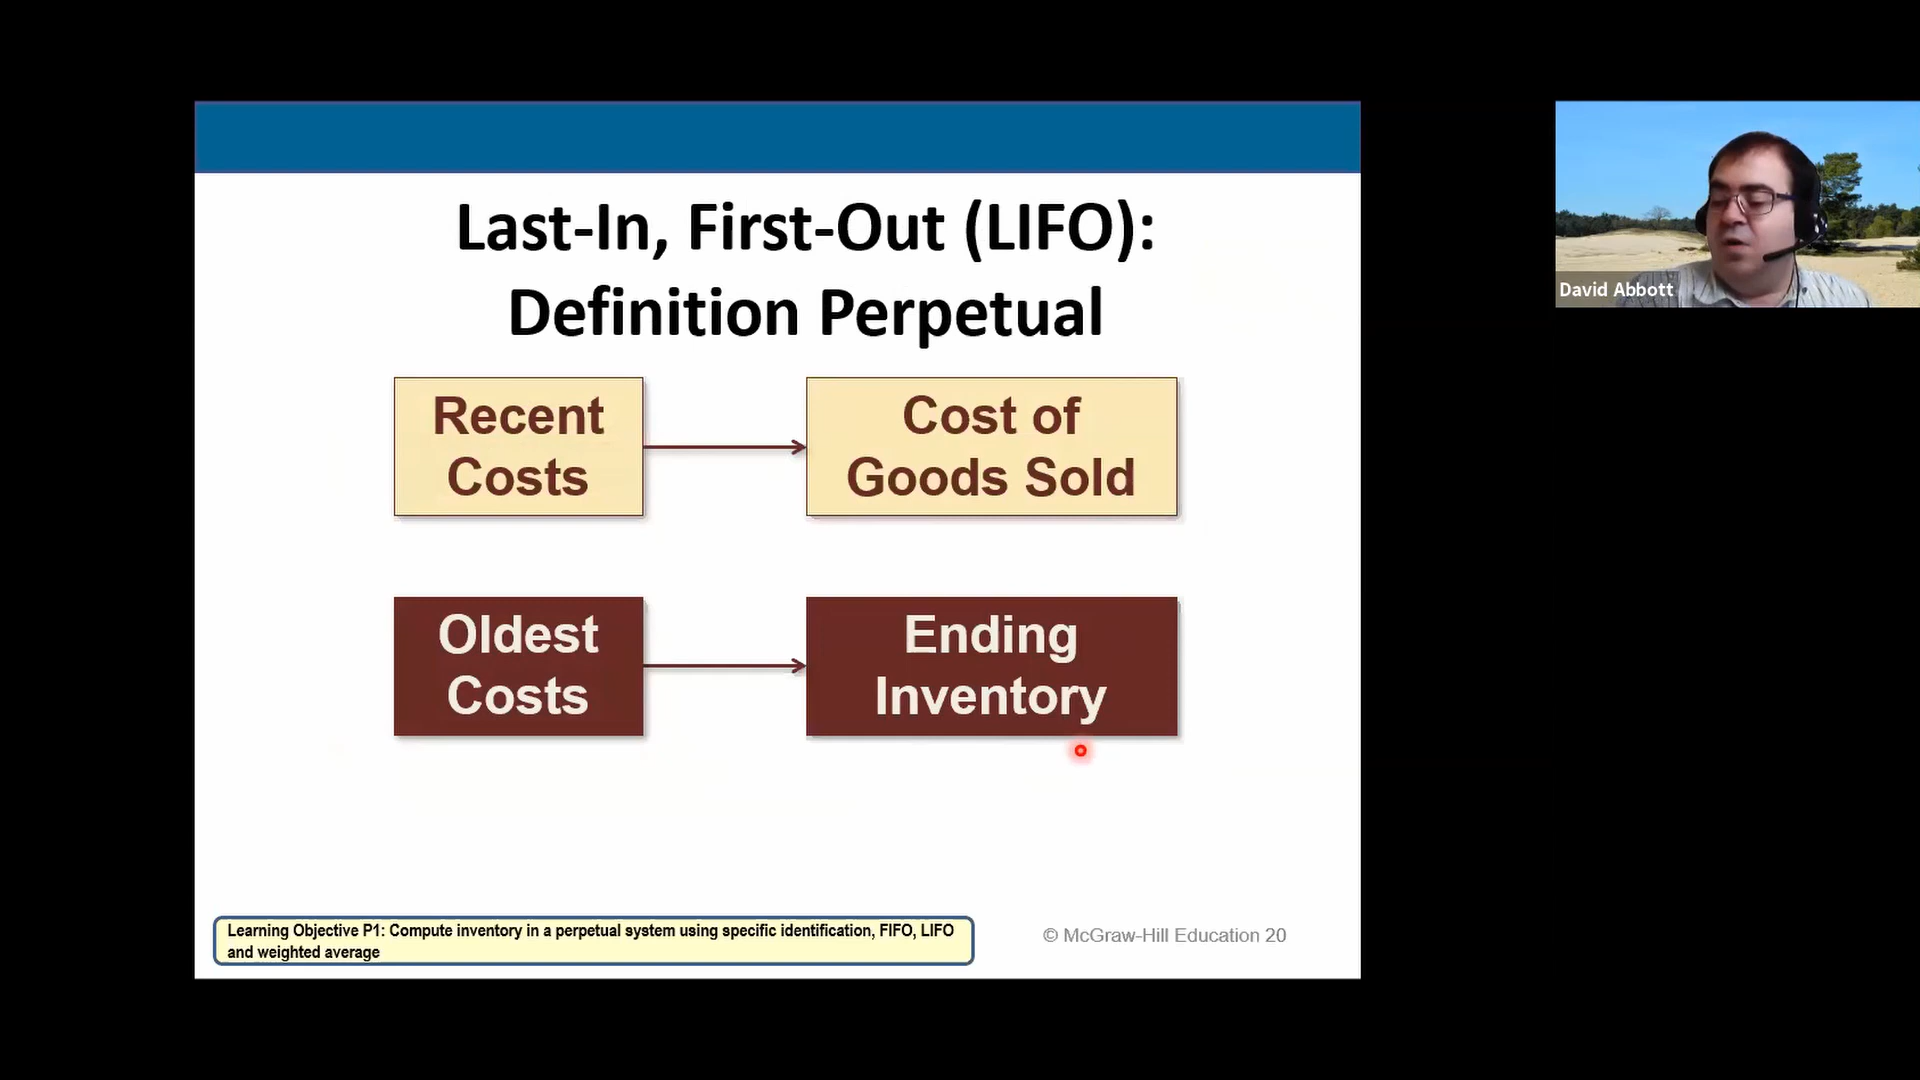 Last-In, First-Out (LIFO):
Definition Perpetual
Recent
Costs
Cost of
Goods Sold
Oldest
Costs
Ending
Inventory
Learning Objective P1: Compute inventory in a perpetual system using specific identification, FIFO, LIFO
and weighted average
© McGraw-Hill Education 20
David Abbott